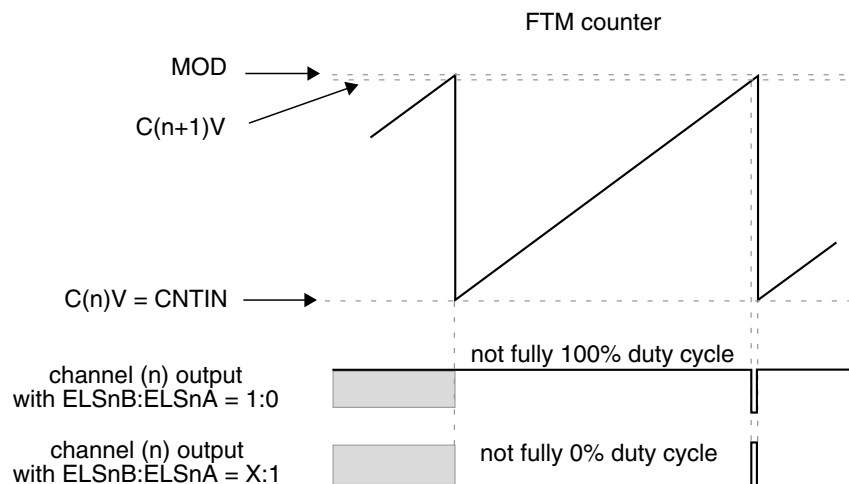 FTM counter
MOD
C(n+1)V
C(n)V = CNTIN
not fully 100% duty cycle
channel (n) output
with ELSnB:ELSnA = 1:0
channel (n) output
with ELSnB:ELSnA = X:1
not fully 0% duty cycle